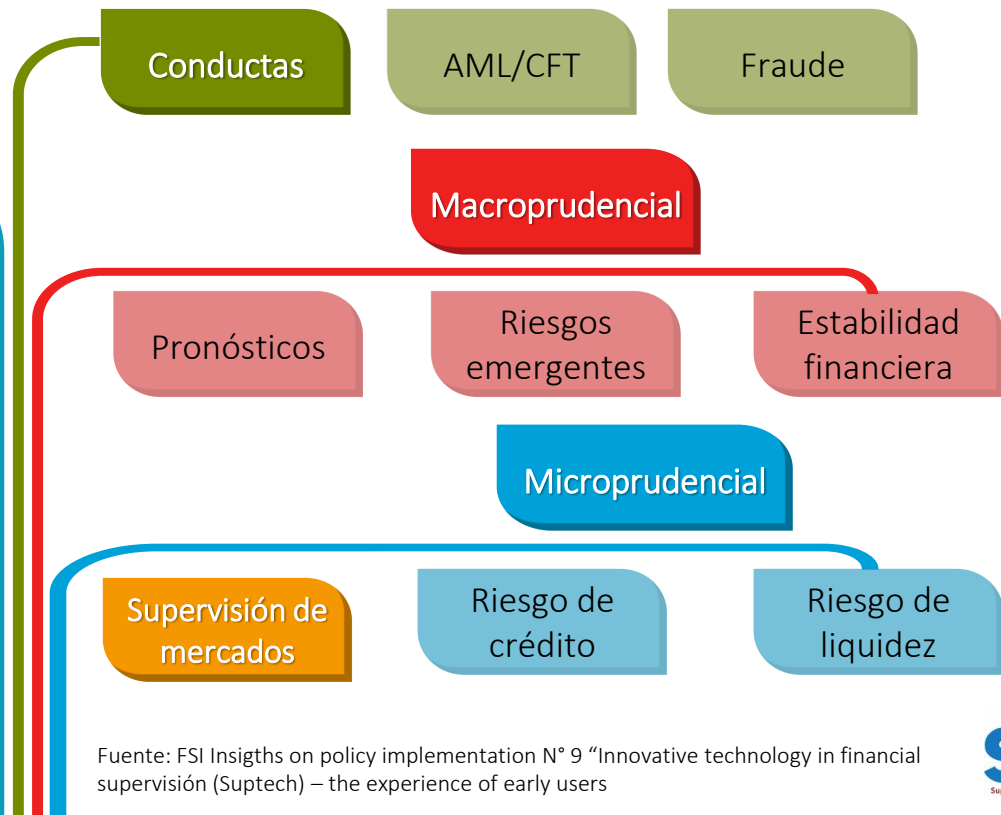 Conductas
AML/CFT
Fraude
Macroprudencial
Pronósticos
Riesgos
emergentes
Estabilidad
financiera
Microprudencial
Supervisión de
mercados
Riesgo de
crédito
Riesgo de
liquidez
Fuente: FSI Insigths on policy implementation N° 9 “Innovative technology in financial
supervisión (Suptech) – the experience of early users